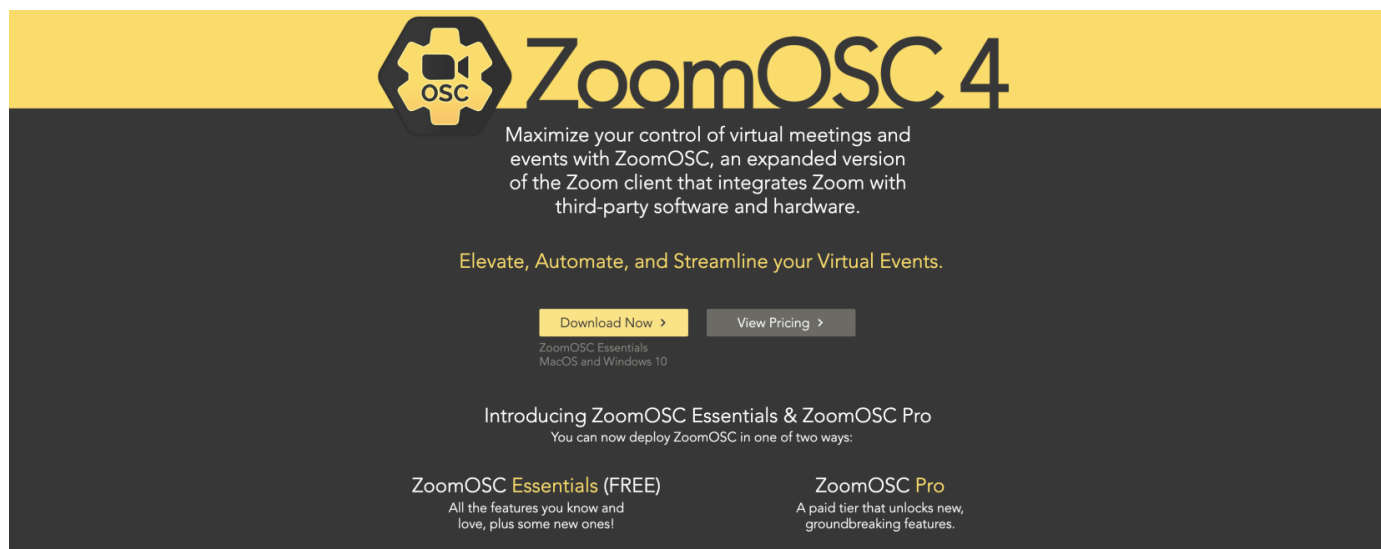 OSC
ZoomOSC 4
Maximize your control of virtual meetings and
events with ZoomOSC, an expanded version
of the Zoom client that integrates Zoom with
third-party software and hardware.
Elevate, Automate, and Streamline your Virtual Events.
Download Now >
View Pricing >
ZoomOSC Essentials
MacOS and Windows 10
Introducing ZoomOSC Essentials & ZoomOSC Pro
You can now deploy ZoomOSC in one of two ways:
ZoomOSC Essentials (FREE)
All the features you know and
love, plus some new ones!
ZoomOSC Pro
A paid tier that unlocks new,
groundbreaking features.